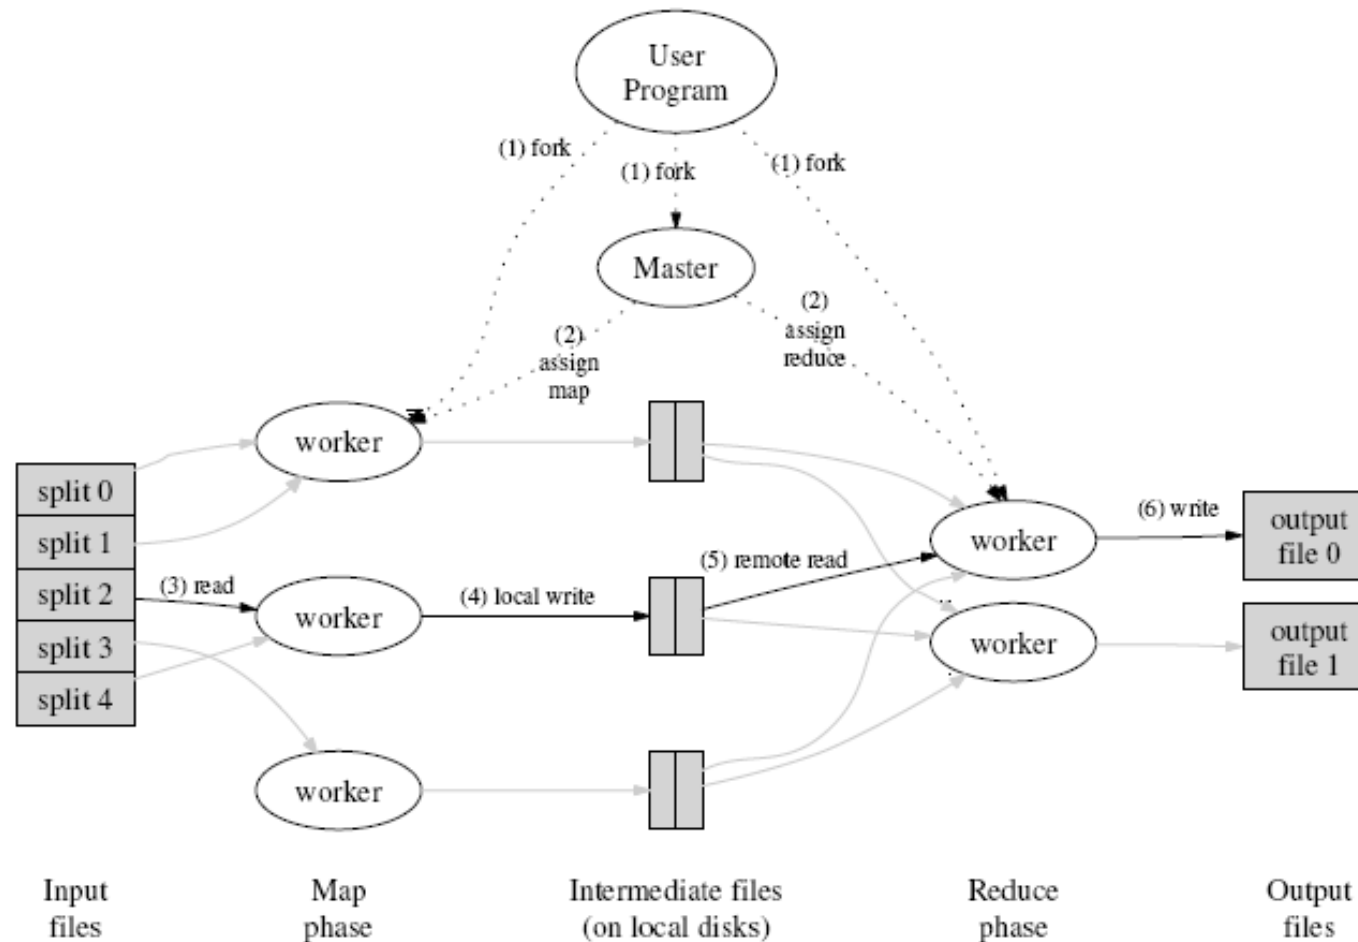 User
Program
(1) fork
(1) fork
(1) fork
Master
(2)
assign
map
(2)
assign
reduce
worker
split 0
split 1
split 2
split 3
split 4
(3) read
worker
(4) local write
worker
(5) remote read
worker
worker
(6) write
output
file 0
output
file 1
Input
files
Map
phase
Intermediate files
(on local disks)
Reduce
phase
Output
files